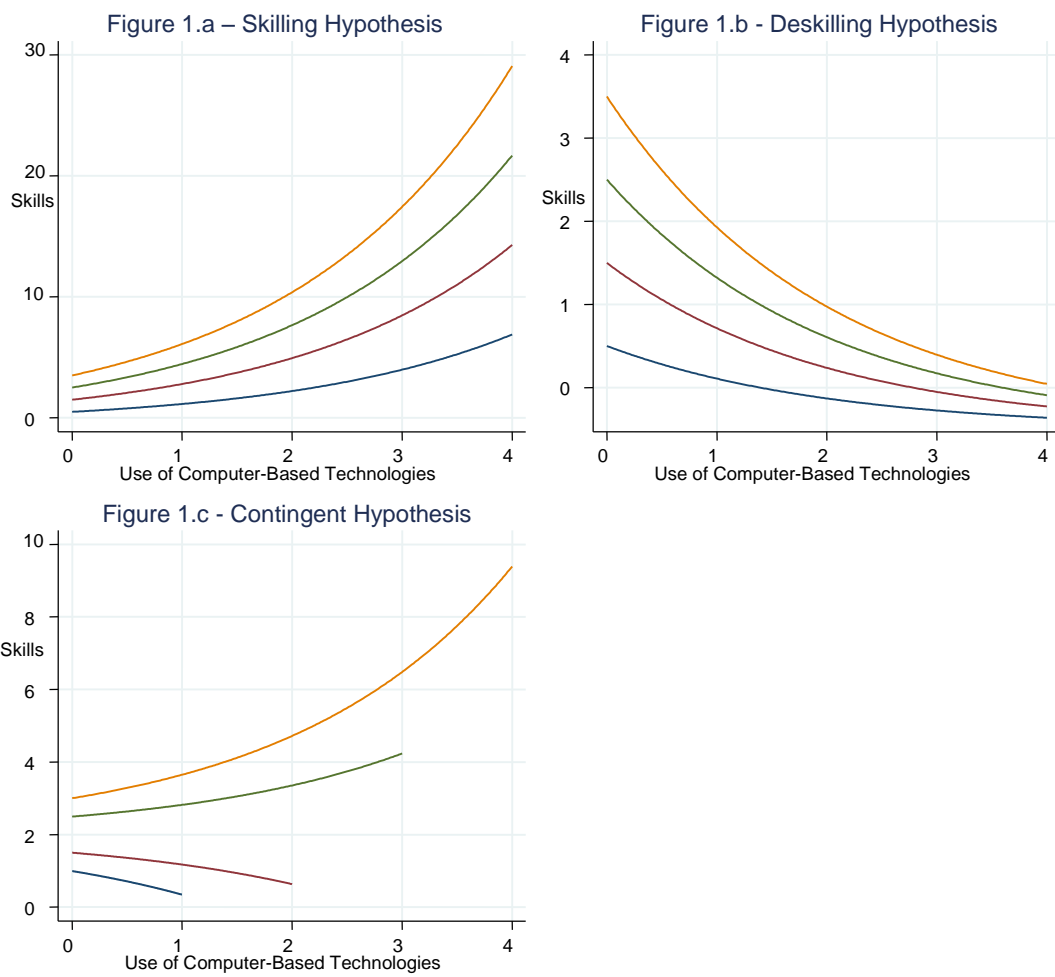 Figure 1.a – Skilling Hypothesis
30
20
Skills
10
0
0 1 2 3 4
Use of Computer-Based Technologies
Figure 1.b - Deskilling Hypothesis
4
3
Skills
2
1
0
0 1 2 3 4
Use of Computer-Based Technologies
Figure 1.c - Contingent Hypothesis
10
8
Skills
6
4
2
0
0 1 2 3 4
Use of Computer-Based Technologies